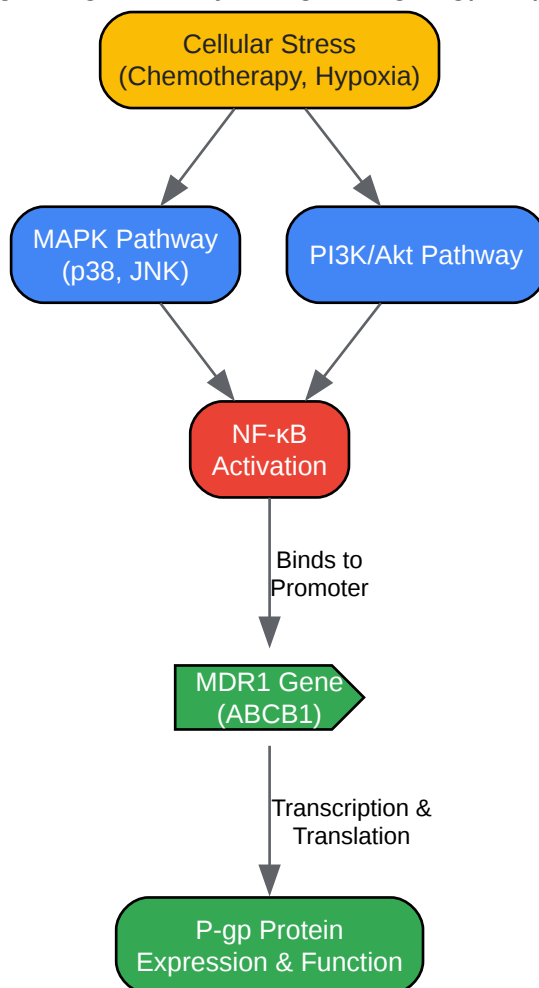 Cellular Stress
(Chemotherapy, Hypoxia)
MAPK Pathway
(p38, JNK)
PI3K/Akt Pathway
NF-κB
Activation
Binds to
Promoter
MDR1 Gene
(ABCB1)
Transcription &
Translation
P-gp Protein
Expression & Function